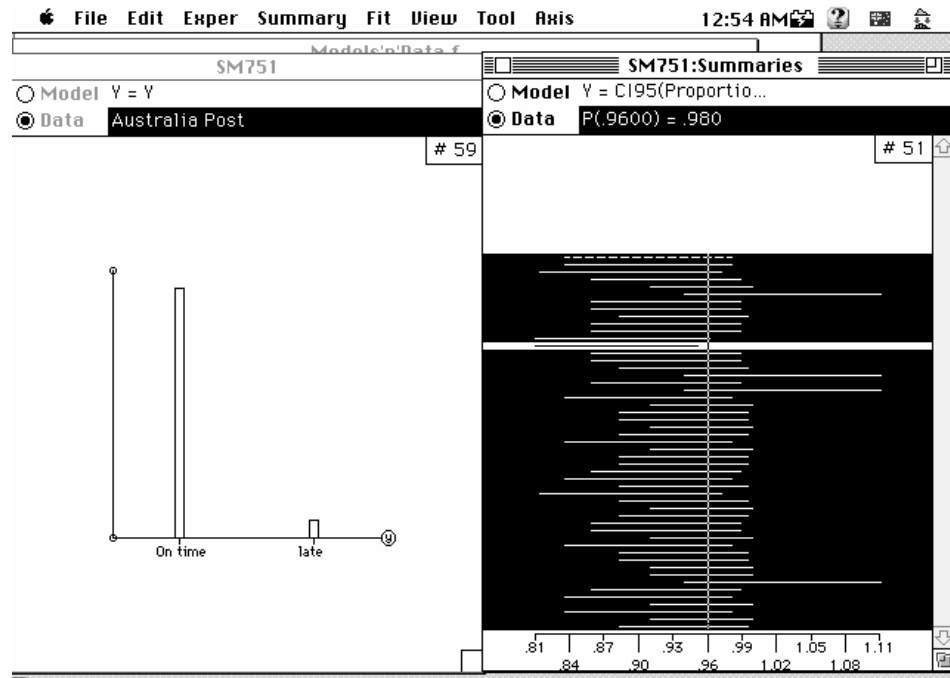 File Edit Exper Summary Fit View Tool Axis 12:54 AM
Models'n'Data f
SM751
Model Y = Y
Data Australia Post
# 59
On time late y
SM751:Summaries
Model Y = CI95(Proportio...
Data P(.9600) = .980
# 51
.81 .87 .93 .99 1.05 1.11
.84 .90 .96 1.02 1.08